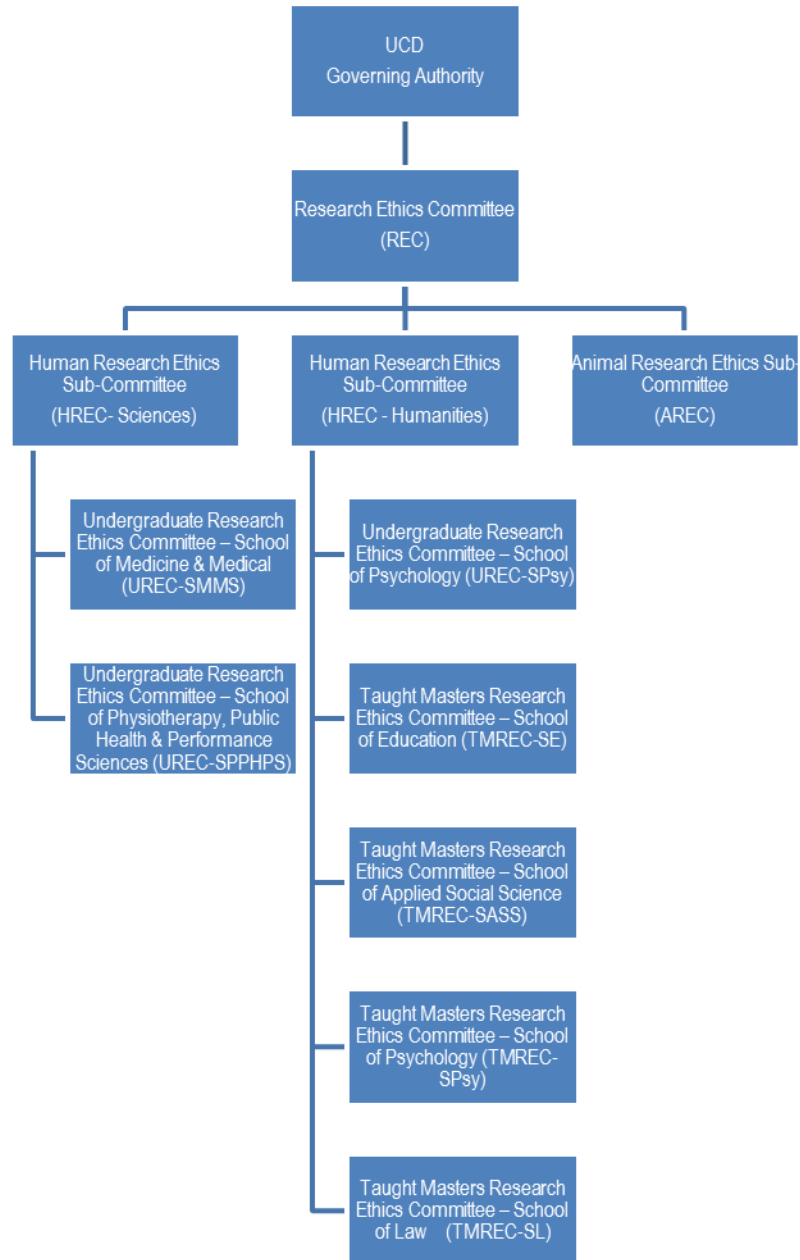 UCD
Governing Authority
Research Ethics Committee
(REC)
Human Research Ethics
Sub-Committee
(HREC- Sciences)
Human Research Ethics
Sub-Committee
(HREC - Humanities)
Animal Research Ethics Sub-
Committee
(AREC)
Undergraduate Research
Ethics Committee – School
of Medicine & Medical
(UREC-SMMS)
Undergraduate Research
Ethics Committee – School
of Physiotherapy, Public
Health & Performance
Sciences (UREC-SPPHPS)
Undergraduate Research
Ethics Committee – School
of Psychology (UREC-SPsy)
Taught Masters Research
Ethics Committee – School
of Education (TMREC-SE)
Taught Masters Research
Ethics Committee – School
of Applied Social Science
(TMREC-SASS)
Taught Masters Research
Ethics Committee – School
of Psychology (TMREC-
SPsy)
Taught Masters Research
Ethics Committee – School
of Law (TMREC-SL)